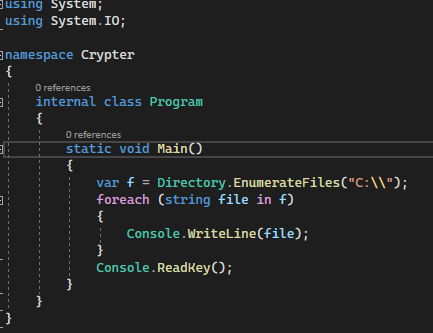 using System;
using System.IO;
namespace Crypter
{
0 references
internal class Program
{
0 references
static void Main()
{
var f = Directory.EnumerateFiles("C:\\");
foreach (string file in f)
{
Console.WriteLine(file);
}
Console.ReadKey();
}
}
}